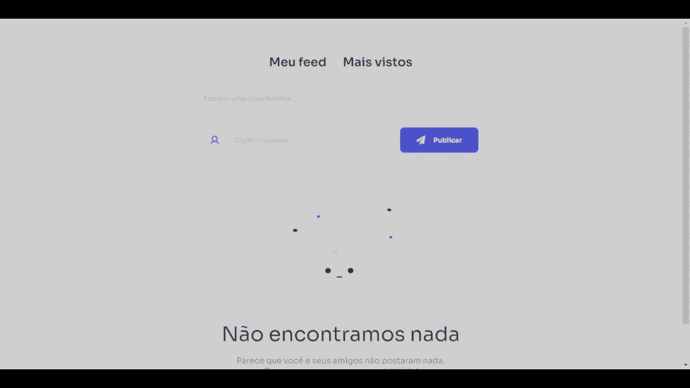 Meu feed Mais vistos
Escreva uma nova história...
Digite seu nome
Publicar
Não encontramos nada
Parece que você e seus amigos não postaram nada.